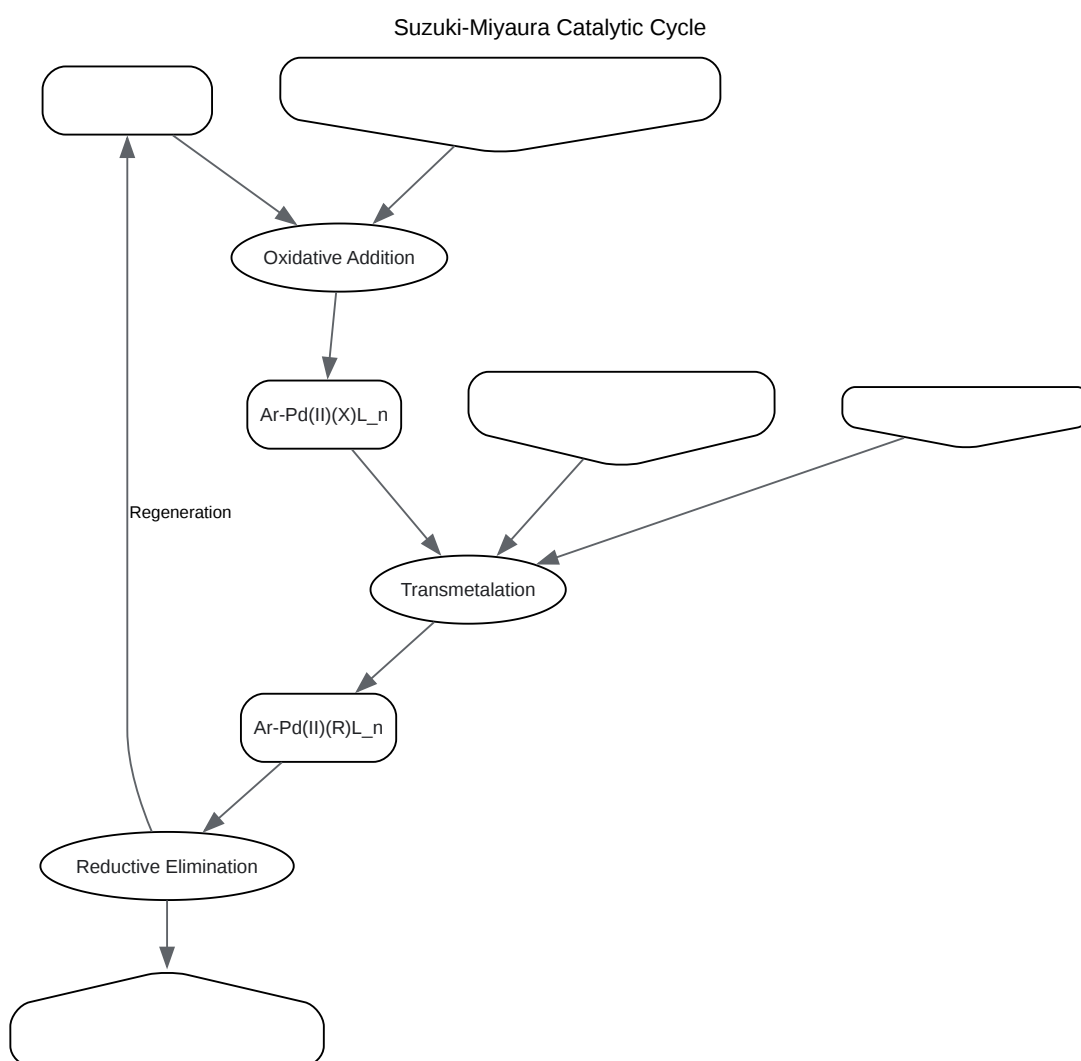 Suzuki-Miyaura Catalytic Cycle
Oxidative Addition
Ar-Pd(II)(X)L_n
Regeneration
Transmetalation
Ar-Pd(II)(R)L_n
Reductive Elimination